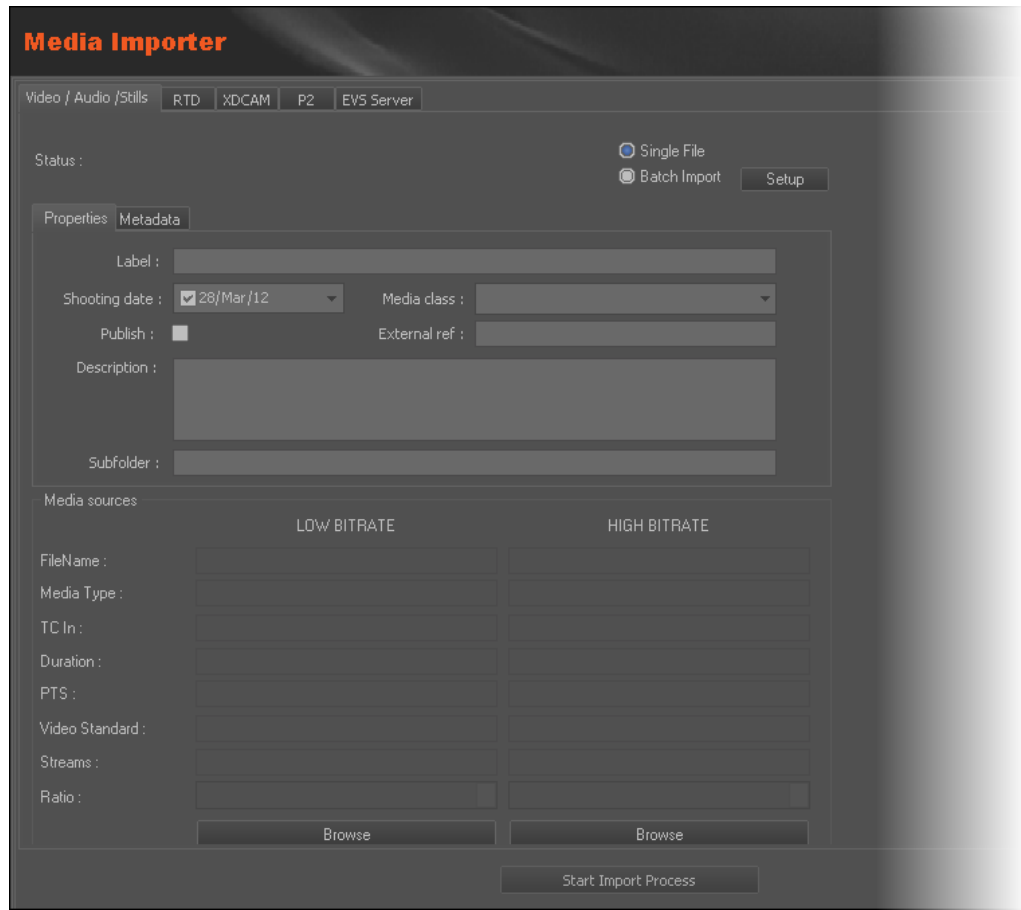 Media Importer
Video / Audio /Stills RTD XDCAM P2 EVS Server
Status :
Single File
Batch Import Setup
Properties Metadata
Label :
Shooting date : 28/Mar/12 Media class :
Publish : External ref :
Description :
Subfolder :
Media sources
LOW BITRATE HIGH BITRATE
FileName :
Media Type :
TC In :
Duration :
PTS :
Video Standard :
Streams :
Ratio :
Browse Browse
Start Import Process